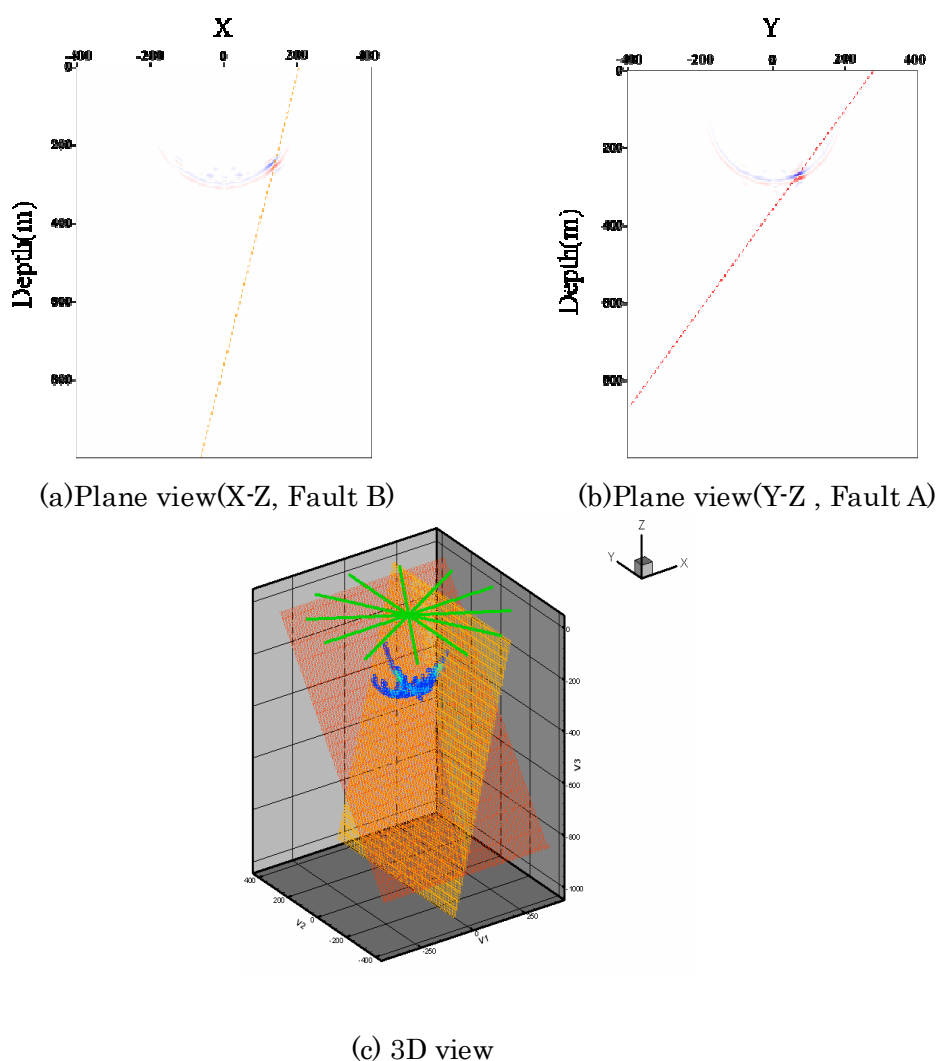 X
-400 -200 0 200 400
0
200
400
600
800
Depth(m)
(a)Plane view(X-Z, Fault B)
Y
-400 -200 0 200 400
0
200
400
600
800
Depth(m)
(b)Plane view(Y-Z , Fault A)
Z
Y
X
0
-200
-400
V3
-600
-800
-1000
400
200
0
-200
-400
V2
-250
0
250
V1
(c) 3D view